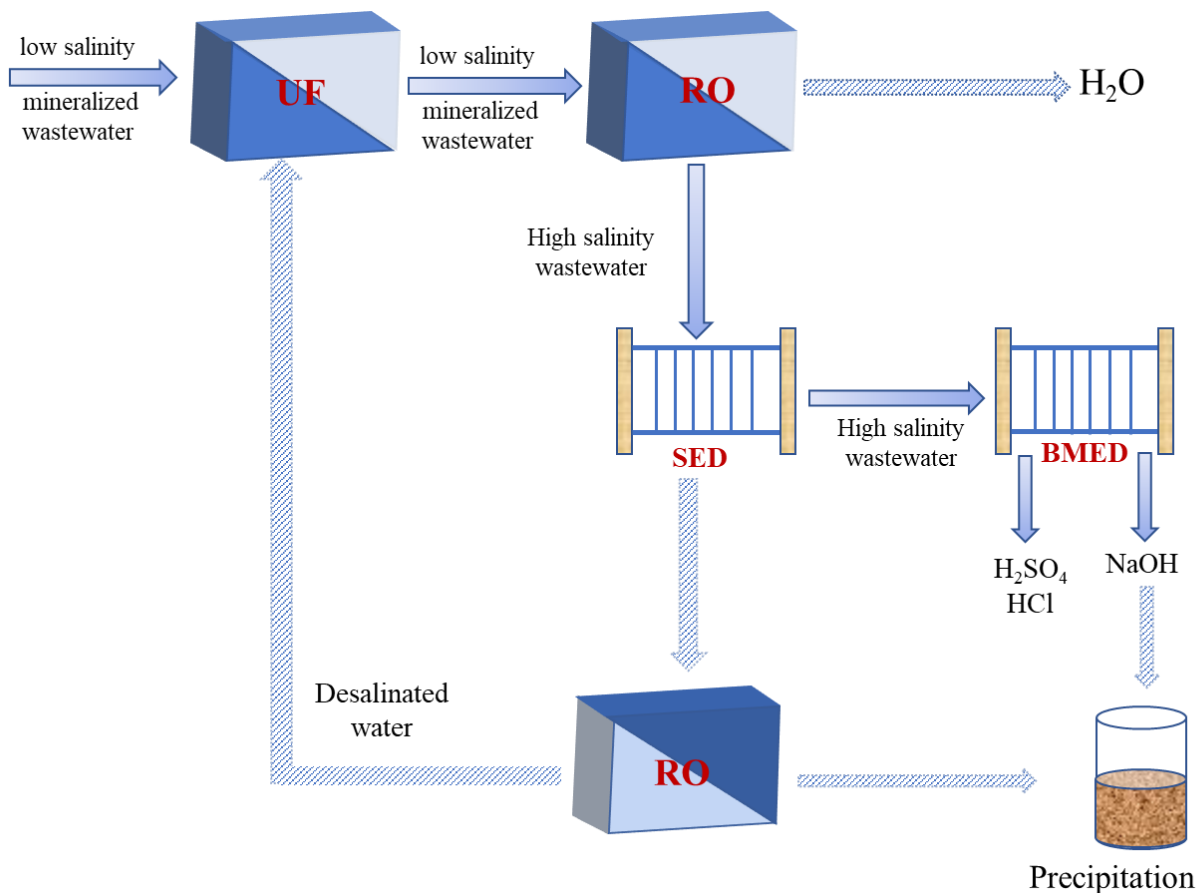 low salinity
mineralized
wastewater
UF
low salinity
mineralized
wastewater
RO
H₂O
High salinity
wastewater
SED
High salinity
wastewater
BMED
H₂SO₄
HCl
NaOH
Desalinated
water
RO
Precipitation